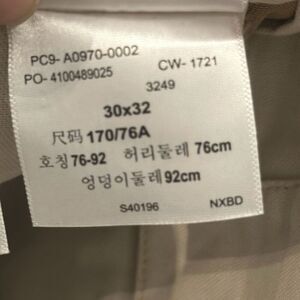 PC9- A0970-0002
PO- 4100489025 CW- 1721
3249
30x32
尺码 170/76A
호칭 76-92 허리둘레 76cm
엉덩이둘레 92cm
S40196 NXBD